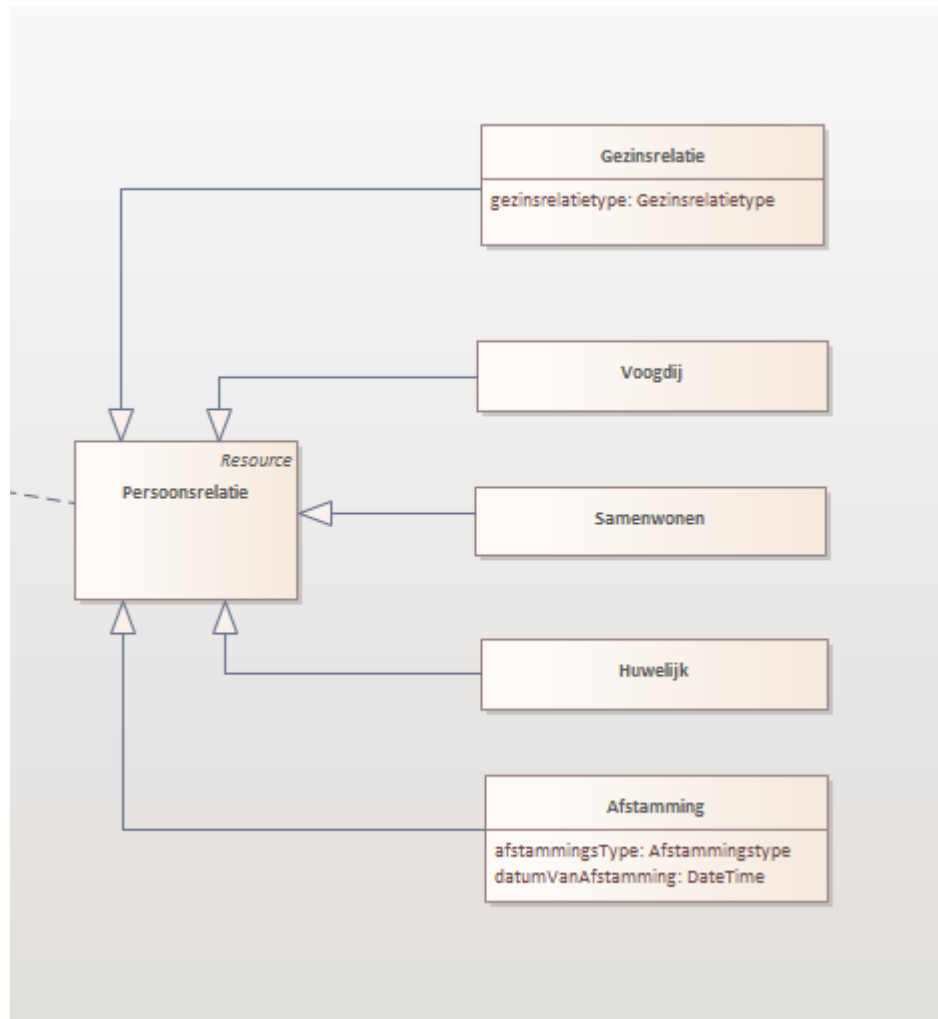 Gezinsrelatie
gezinsrelatietype: Gezinsrelatietype
Voogdij
Resource
Persoonsrelatie
Samenwonen
Huwelijk
Afstamming
afstammingsType: Afstammingstype
datumVanAfstamming: DateTime